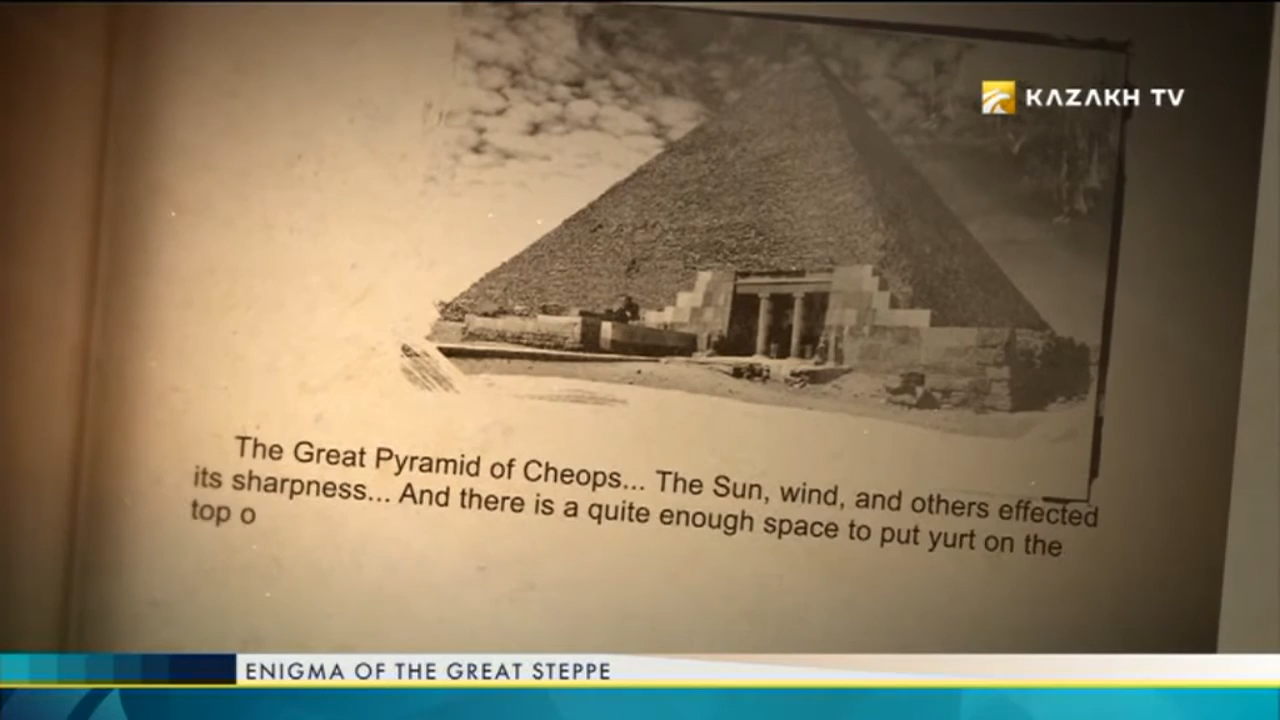 KAZAKH TV
The Great Pyramid of Cheops... The Sun, wind, and others effected
its sharpness... And there is a quite enough space to put yurt on the
top o
ENIGMA OF THE GREAT STEPPE